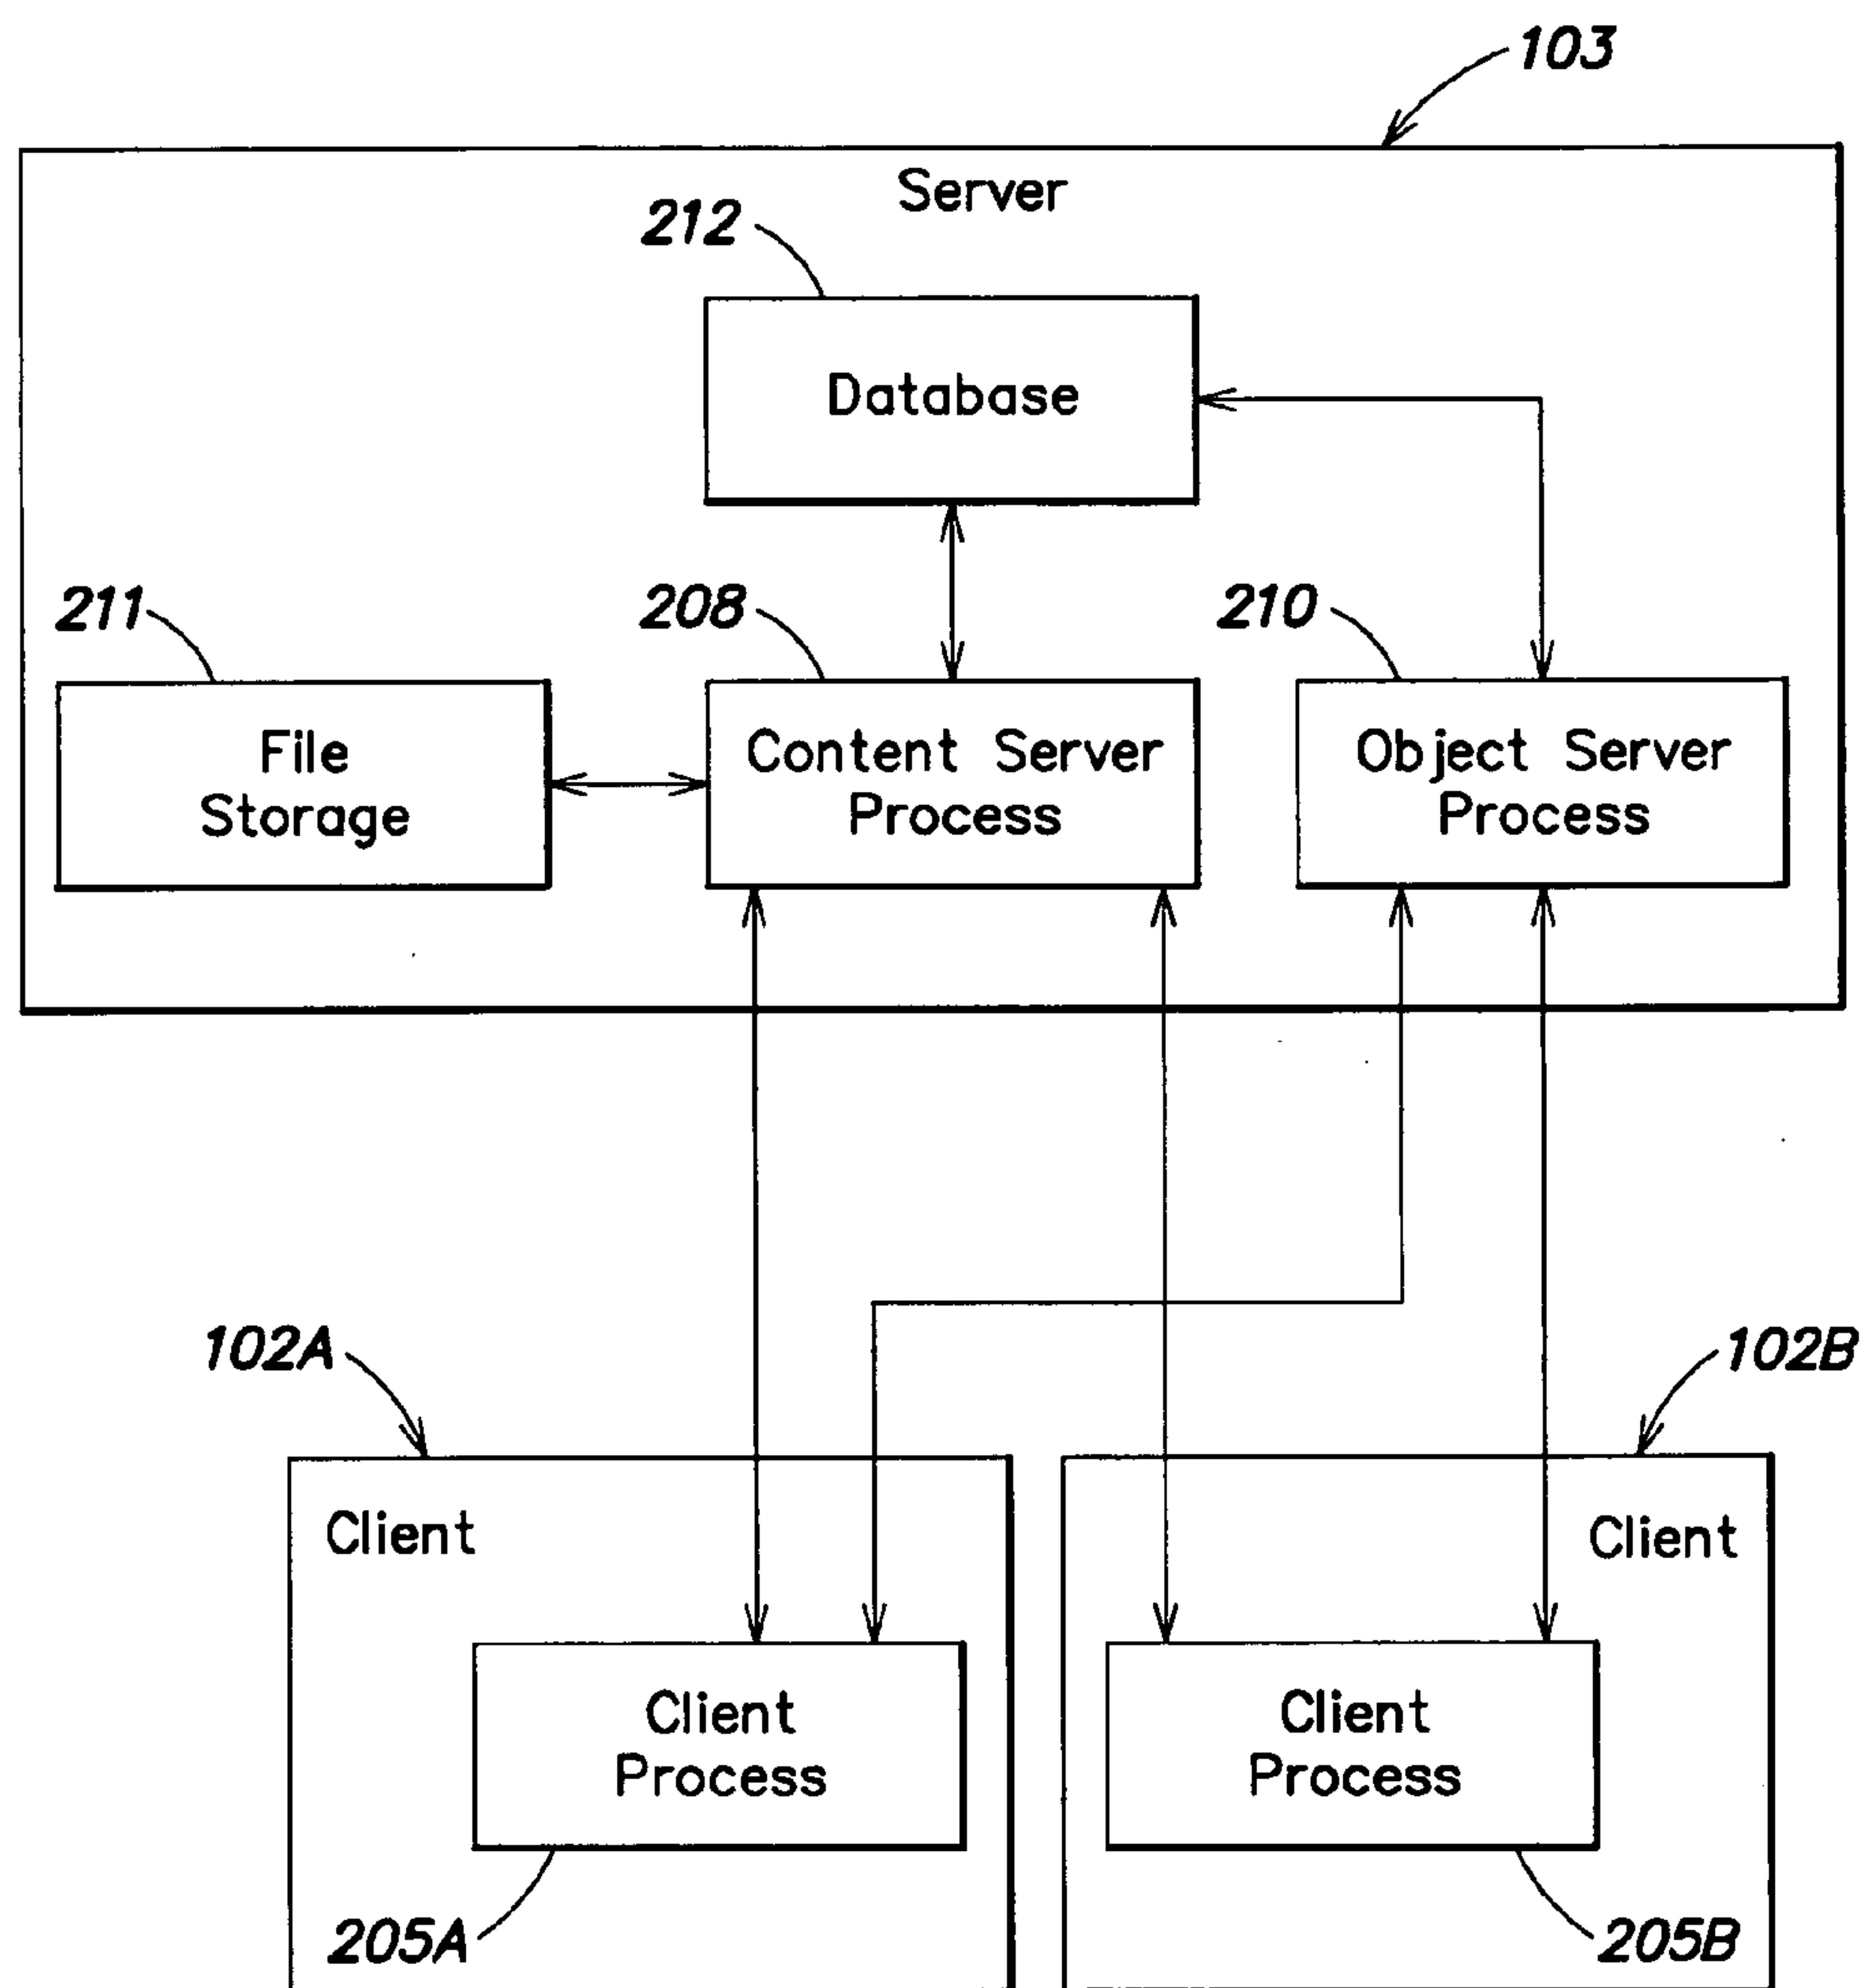 103
Server
212
Database
211
208
210
File
Storage
Content Server
Process
Object Server
Process
102A
102B
Client
Client
Client
Process
Client
Process
205A
205B